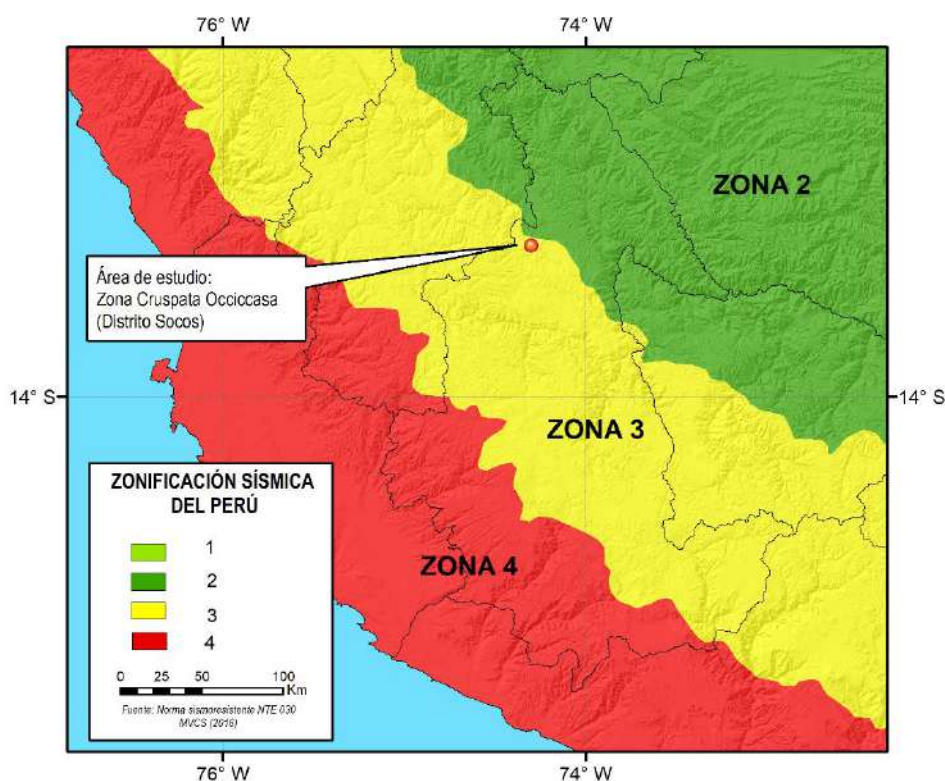 76° W
74° W
ZONA 2
Área de estudio:
Zona Cruspata Occiccasa
(Distrito Socos)
14° S
14° S
ZONA 3
ZONIFICACIÓN SÍSMICA
DEL PERÚ
1
2
3
4
ZONA 4
0 10 25 50 100
Km
Fuente: Norma sismoresistente NTE 030
MVCS (2016)
76° W
74° W